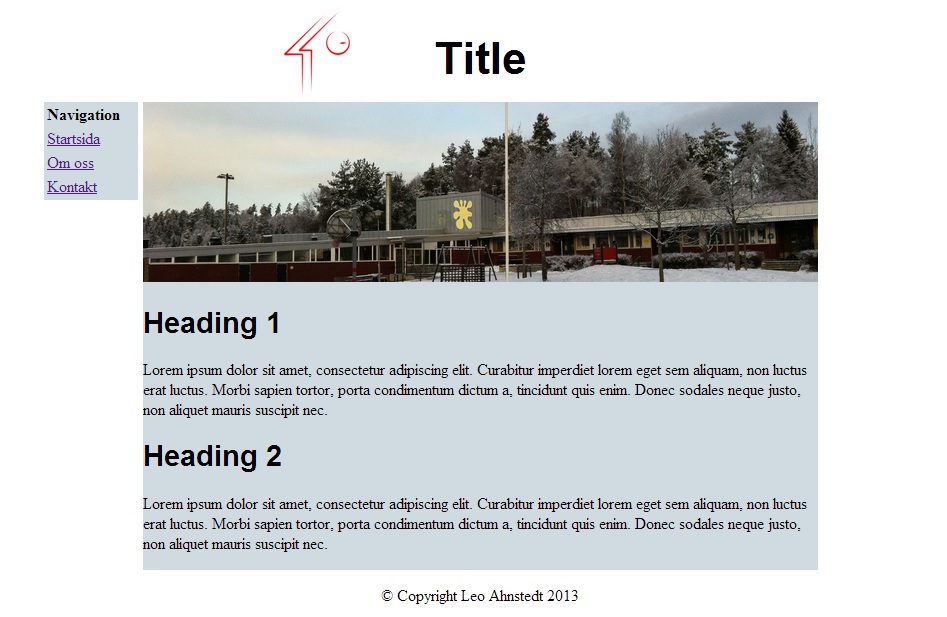 Title
Navigation
Startsida
Om oss
Kontakt
Heading 1
Lorem ipsum dolor sit amet, consectetur adipiscing elit. Curabitur imperdiet lorem eget sem aliquam, non luctus
erat luctus. Morbi sapien tortor, porta condimentum dictum a, tincidunt quis enim. Donec sodales neque justo,
non aliquet mauris suscipit nec.
Heading 2
Lorem ipsum dolor sit amet, consectetur adipiscing elit. Curabitur imperdiet lorem eget sem aliquam, non luctus
erat luctus. Morbi sapien tortor, porta condimentum dictum a, tincidunt quis enim. Donec sodales neque justo,
non aliquet mauris suscipit nec.
© Copyright Leo Ahnstedt 2013